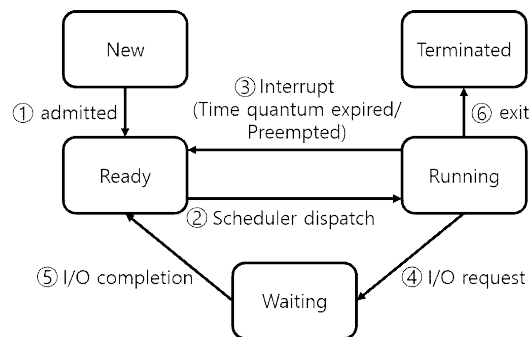 New
Terminated
③ Interrupt
(Time quantum expired/
Preempted)
① admitted
⑥ exit
Ready
Running
② Scheduler dispatch
⑤ I/O completion
④ I/O request
Waiting